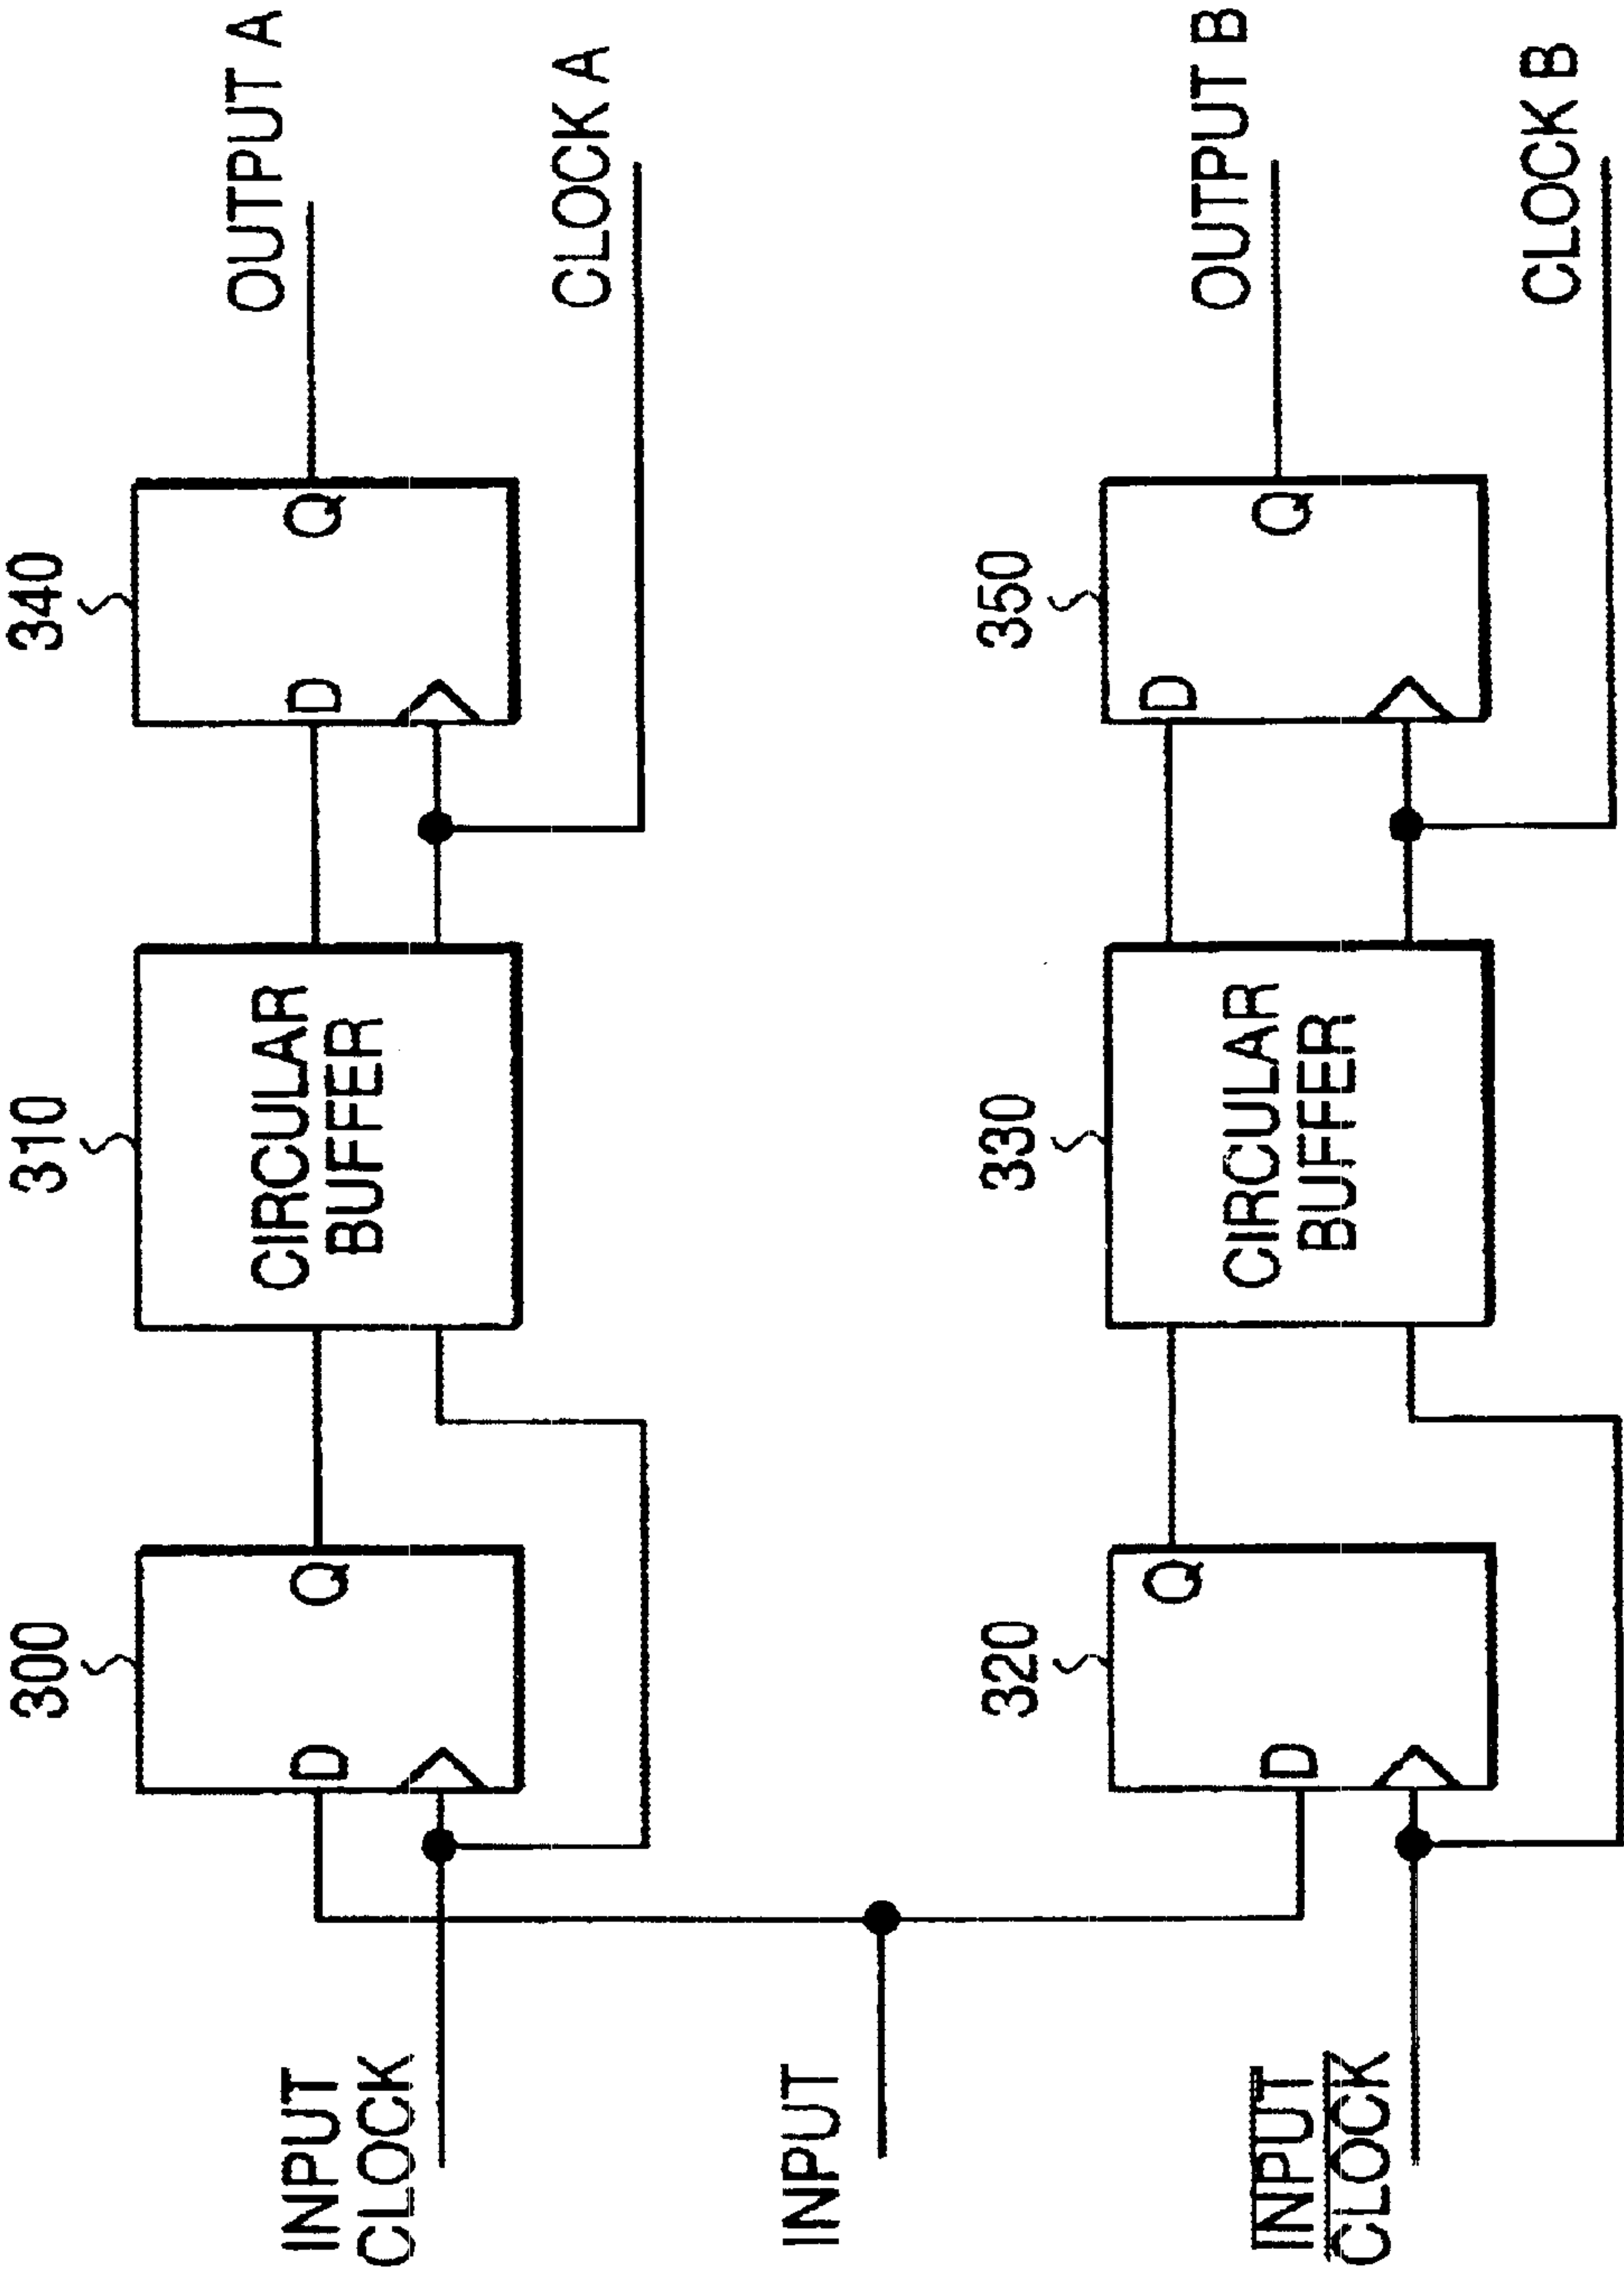 300
310
340
D
Q
CIRCULAR
BUFFER
D
Q
OUTPUT A
INPUT
CLOCK
CLOCK A
INPUT
320
330
350
Q
D
CIRCULAR
BUFFER
D
Q
OUTPUT B
INPUT
CLOCK
CLOCK B